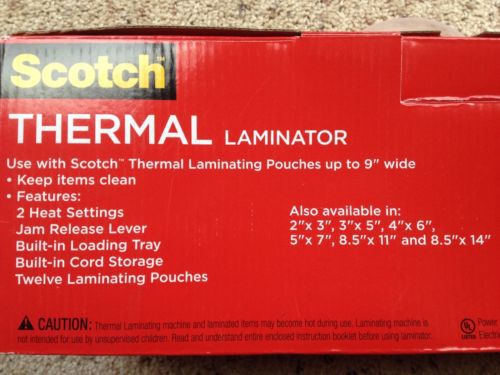 Scotch™
THERMAL LAMINATOR
Use with Scotch™ Thermal Laminating Pouches up to 9" wide
• Keep items clean
• Features:
2 Heat Settings
Jam Release Lever
Built-in Loading Tray
Built-in Cord Storage
Twelve Laminating Pouches
Also available in:
2"x 3", 3"x 5", 4"x 6",
5"x 7", 8.5"x 11" and 8.5"x 14"
⚠ CAUTION: Thermal Laminating machine and laminated items may become hot during use. Laminating machine is
not intended for use by unsupervised children. Read and understand entire enclosed instruction booklet before using laminator.
UL
LISTED
Power
Electri